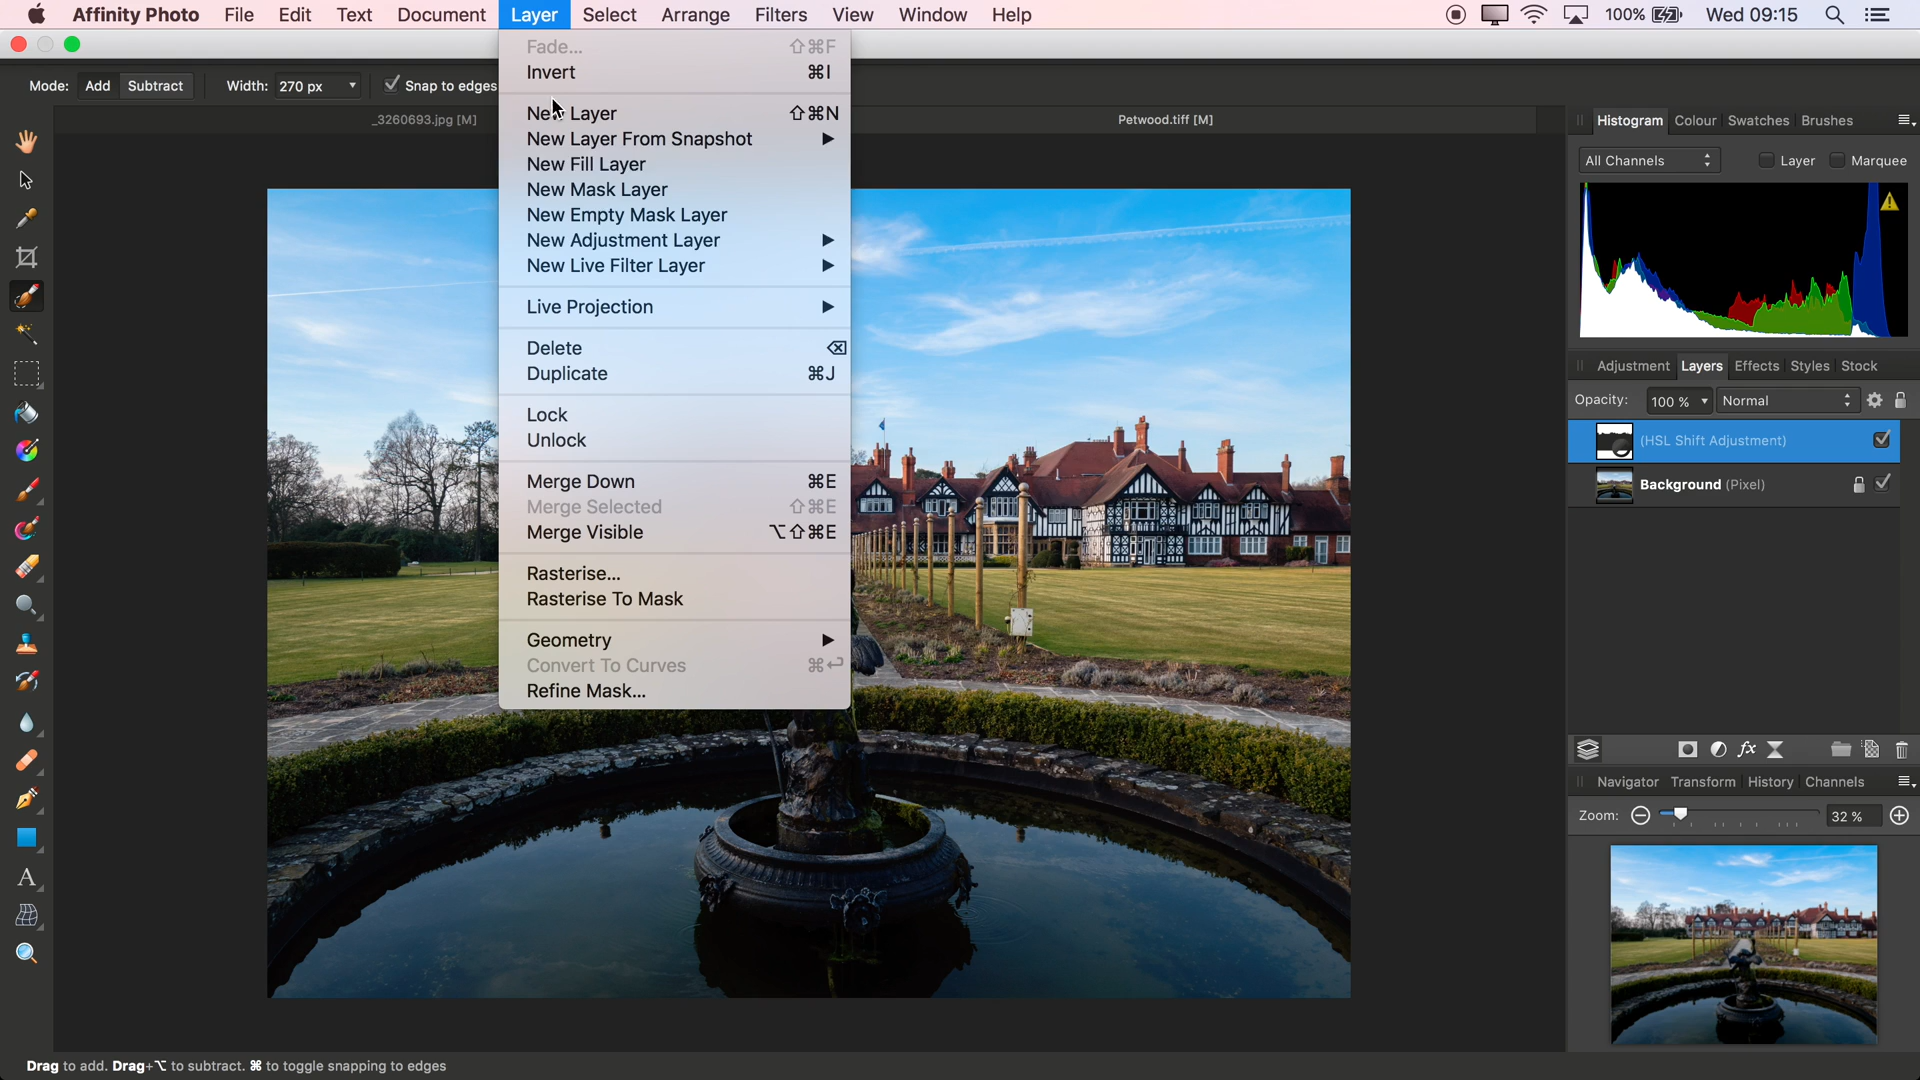 Affinity Photo File Edit Text Document Layer Select Arrange Filters View Window Help 100% Wed 09:15
Mode: Add Subtract Width: 270 px Snap to edges
_3260693.jpg [M] Petwood.tiff [M]
Fade... ⇧⌘F
Invert ⌘I
New Layer ⇧⌘N
New Layer From Snapshot
New Fill Layer
New Mask Layer
New Empty Mask Layer
New Adjustment Layer
New Live Filter Layer
Live Projection
Delete ⌫
Duplicate ⌘J
Lock
Unlock
Merge Down ⌘E
Merge Selected ⇧⌘E
Merge Visible ⌥⇧⌘E
Rasterise...
Rasterise To Mask
Geometry
Convert To Curves ⌘↩
Refine Mask...
Histogram Colour Swatches Brushes
All Channels Layer Marquee
Adjustment Layers Effects Styles Stock
Opacity: 100 % Normal
(HSL Shift Adjustment)
Background (Pixel)
Navigator Transform History Channels
Zoom: 32 %
Drag to add. Drag+⌥ to subtract. ⌘ to toggle snapping to edges